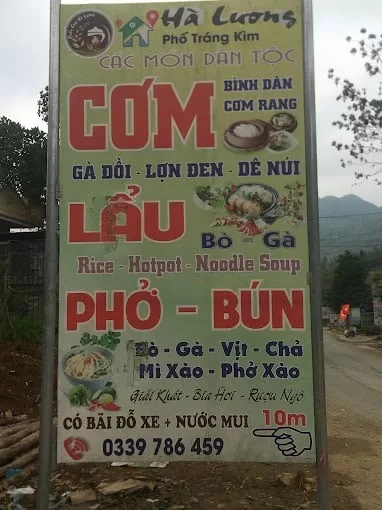 Hà Lương
Phố Tráng Kìm
CÁC MÓN DÂN TỘC
CƠM
BÌNH DÂN
CƠM RANG
GÀ ĐỒI - LỢN ĐEN - DÊ NÚI
LẨU
BÒ - GÀ
Rice - Hotpot - Noodle Soup
PHỞ - BÚN
Bò - Gà - Vịt - Chả
Mì Xào - Phở Xào
Giải Khát - Bia Hơi - Rượu Ngô
CÓ BÃI ĐỖ XE + NƯỚC MUI
10m
0339 786 459